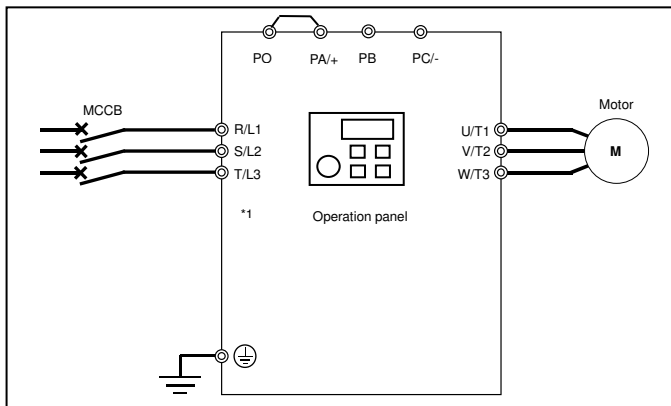 PO PA/+ PB PC/-
MCCB
R/L1
S/L2
T/L3
*1
Operation panel
U/T1
V/T2
W/T3
Motor
M